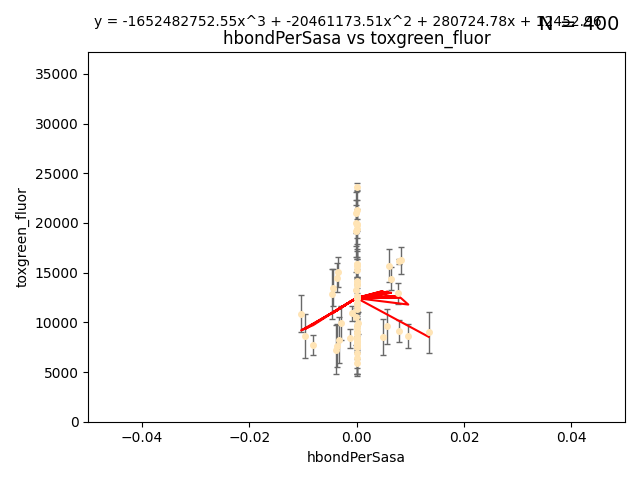 y = -1652482752.55x^3 + -20461173.51x^2 + 280724.78x +
N = 400
hbondPerSasa vs toxgreen_fluor
35000
30000
25000
20000
15000
10000
5000
0
toxgreen_fluor
−0.04
−0.02
0.00
0.02
0.04
hbondPerSasa